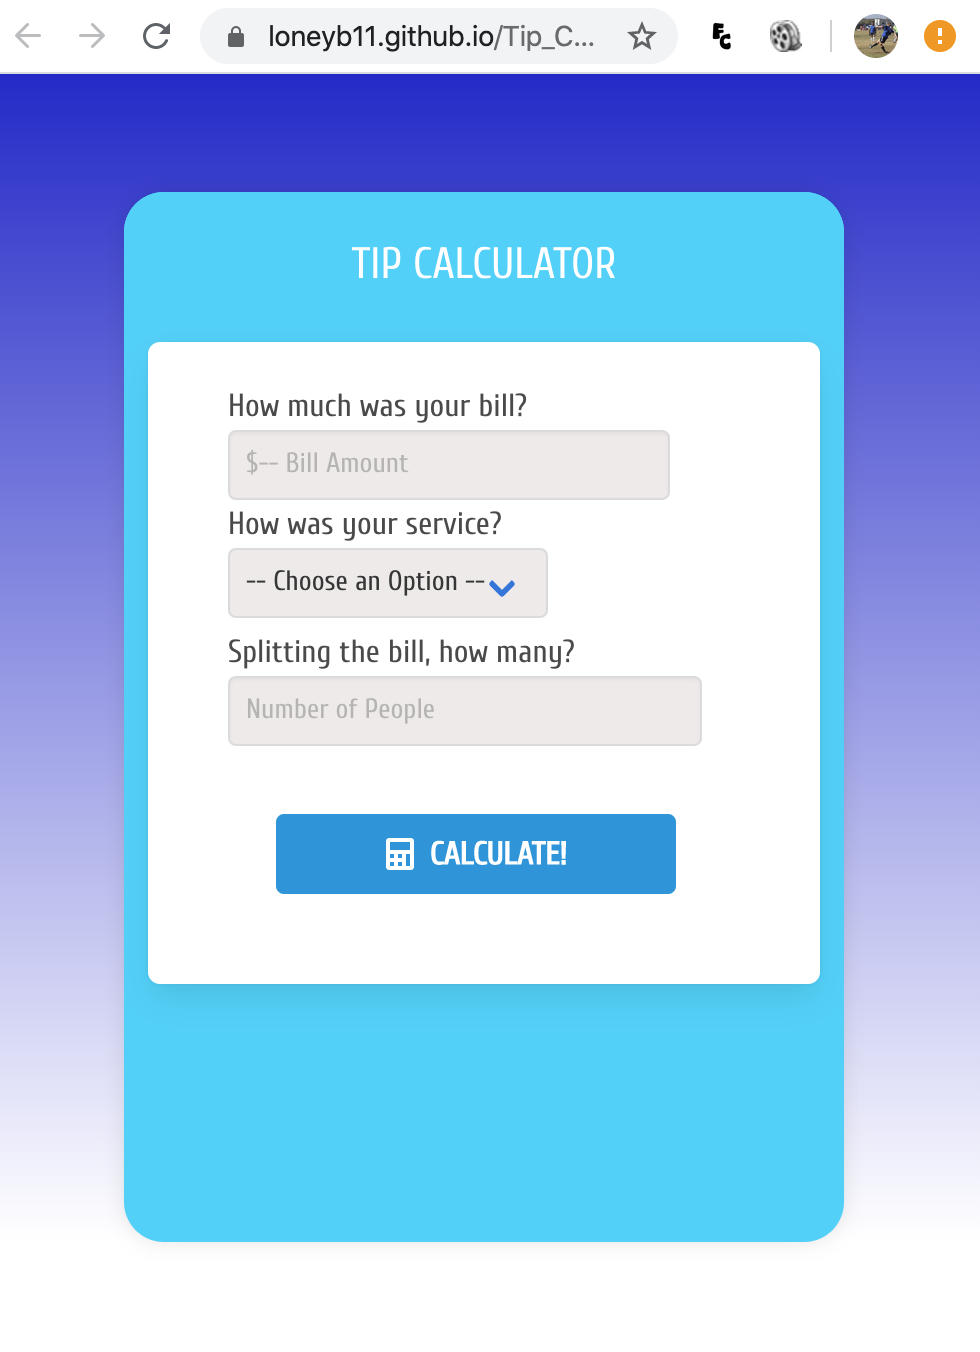 loneyb11.github.io/Tip_C...
FC
TIP CALCULATOR
How much was your bill?
$-- Bill Amount
How was your service?
-- Choose an Option --
Splitting the bill, how many?
Number of People
CALCULATE!